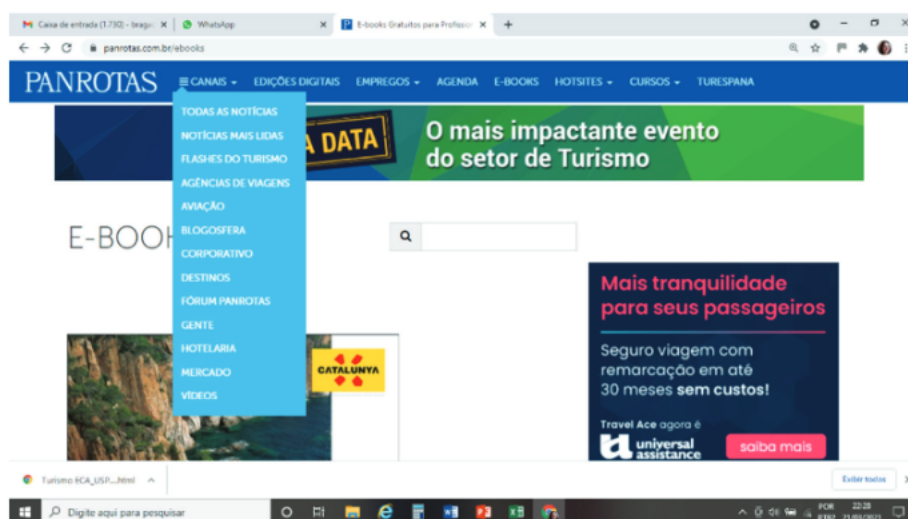 Caixa de entrada (1.730) - braga
WhatsApp
E-books Gratuitos para Profission
panrotas.com.br/ebooks
PANROTAS
CANAIS
EDIÇÕES DIGITAIS
EMPREGOS
AGENDA
E-BOOKS
HOTSITES
CURSOS
TURESPANA
TODAS AS NOTÍCIAS
NOTÍCIAS MAIS LIDAS
FLASHES DO TURISMO
AGÊNCIAS DE VIAGENS
AVIAÇÃO
BLOGOSFERA
CORPORATIVO
DESTINOS
FÓRUM PANROTAS
GENTE
HOTELARIA
MERCADO
VÍDEOS
A DATA
O mais impactante evento
do setor de Turismo
E-BOO
CATALUNYA
Mais tranquilidade
para seus passageiros
Seguro viagem com
remarcação em até
30 meses sem custos!
Travel Ace agora é
universal
assistance
saiba mais
Turismo ECA_USP....html
Exibir todos
Digite aqui para pesquisar
POR
22:28